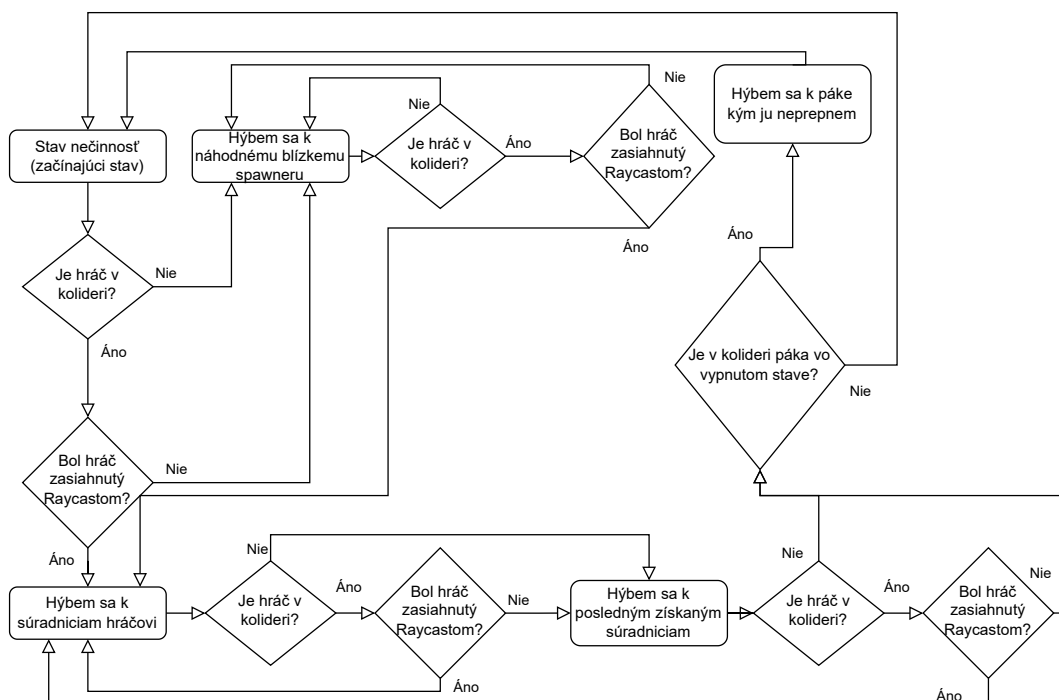 Hýbem sa k páke
kým ju neprepnem
Nie
Nie
Stav nečinnosť
(začínajúci stav)
Hýbem sa k
náhodnému blízkemu
spawneru
Je hráč v
kolideri?
Áno
Bol hráč
zasiahnutý
Raycastom?
Áno
Áno
Je hráč v
kolideri?
Nie
Áno
Je v kolideri páka vo
vypnutom stave?
Nie
Bol hráč
zasiahnutý
Raycastom?
Nie
Áno
Hýbem sa k
súradniciam hráčovi
Nie
Je hráč v
kolideri?
Áno
Bol hráč
zasiahnutý
Raycastom?
Nie
Áno
Hýbem sa k
posledným získaným
súradniciam
Nie
Je hráč v
kolideri?
Áno
Bol hráč
zasiahnutý
Raycastom?
Nie
Áno